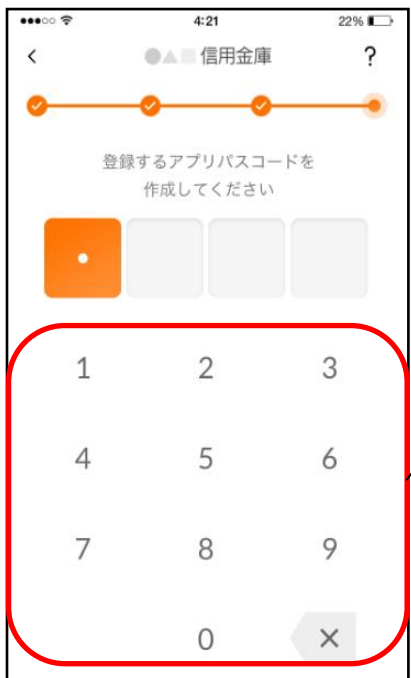 4:21 22%
●▲■ 信用金庫 ?
登録するアプリパスコードを
作成してください
1 2 3
4 5 6
7 8 9
0 ×